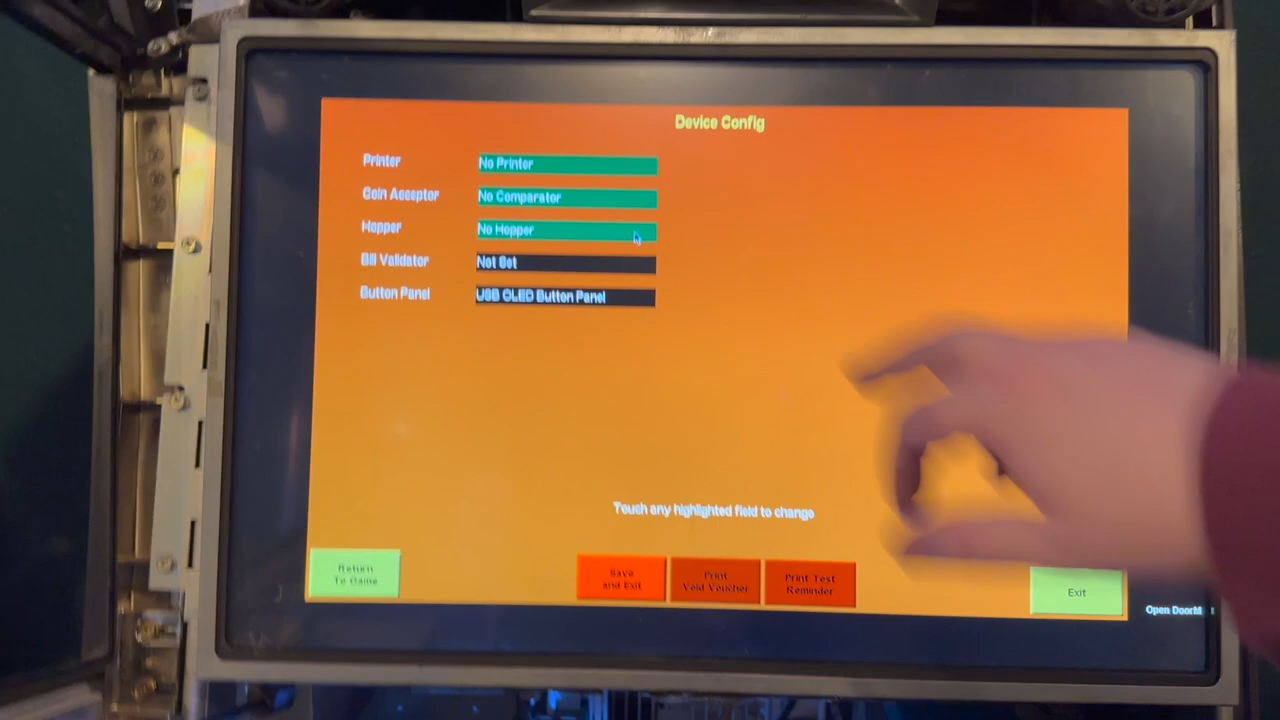 Device Config
Printer No Printer
Coin Acceptor No Comparator
Hopper No Hopper
Bill Validator Not Set
Button Panel USB OLED Button Panel
Touch any highlighted field to change
Return
To Game
Save
and Exit
Print
Void Voucher
Print Test
Reminder
Exit
Open DoorM